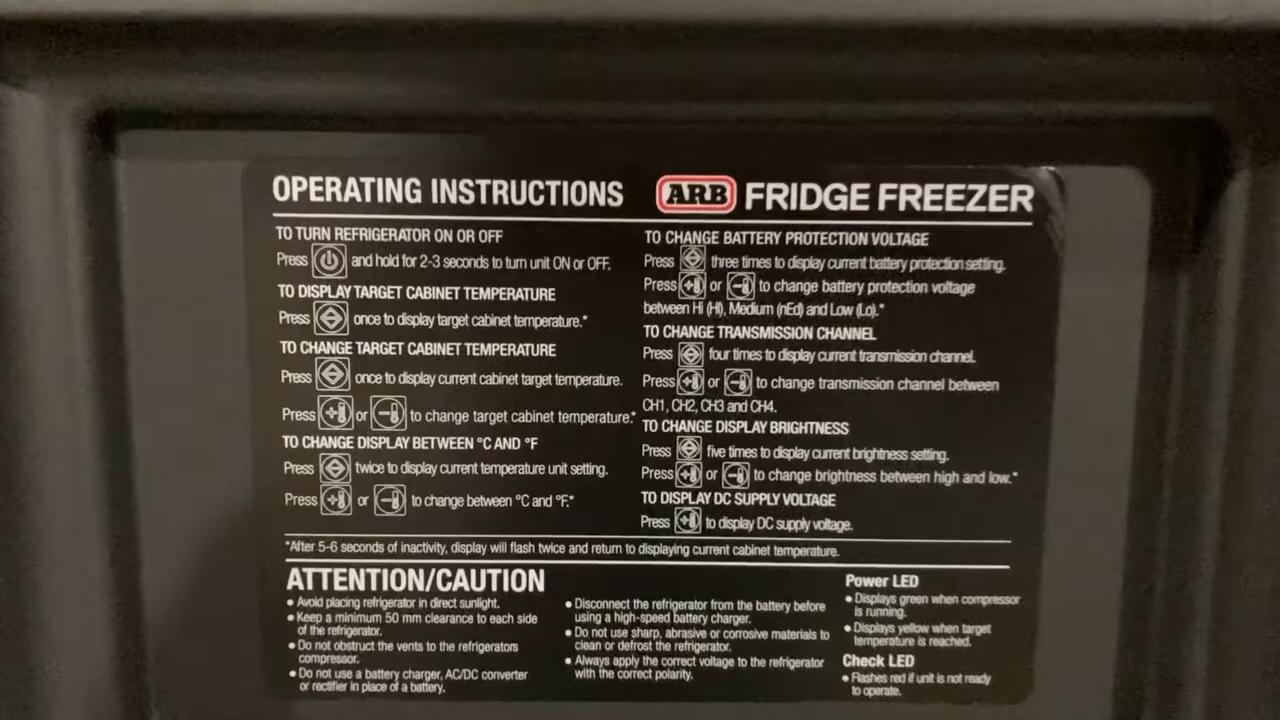 OPERATING INSTRUCTIONS
ARB FRIDGE FREEZER
TO TURN REFRIGERATOR ON OR OFF
Press and hold for 2-3 seconds to turn unit ON or OFF.
TO DISPLAY TARGET CABINET TEMPERATURE
Press once to display target cabinet temperature.*
TO CHANGE TARGET CABINET TEMPERATURE
Press once to display current cabinet target temperature.
Press or to change target cabinet temperature.*
TO CHANGE DISPLAY BETWEEN °C AND °F
Press twice to display current temperature unit setting.
Press or to change between °C and °F.*
TO CHANGE BATTERY PROTECTION VOLTAGE
Press three times to display current battery protection setting.
Press or to change battery protection voltage
between Hi (HI), Medium (nEd) and Low (Lo).*
TO CHANGE TRANSMISSION CHANNEL
Press four times to display current transmission channel.
Press or to change transmission channel between
CH1, CH2, CH3 and CH4.
TO CHANGE DISPLAY BRIGHTNESS
Press five times to display current brightness setting.
Press or to change brightness between high and low.*
TO DISPLAY DC SUPPLY VOLTAGE
Press to display DC supply voltage.
*After 5-6 seconds of inactivity, display will flash twice and return to displaying current cabinet temperature.
ATTENTION/CAUTION
• Avoid placing refrigerator in direct sunlight.
• Keep a minimum 50 mm clearance to each side
of the refrigerator.
• Do not obstruct the vents to the refrigerators
compressor.
• Do not use a battery charger, AC/DC converter
or rectifier in place of a battery.
• Disconnect the refrigerator from the battery before
using a high-speed battery charger.
• Do not use sharp, abrasive or corrosive materials to
clean or defrost the refrigerator.
• Always apply the correct voltage to the refrigerator
with the correct polarity.
Power LED
• Displays green when compressor
is running.
• Displays yellow when target
temperature is reached.
Check LED
• Flashes red if unit is not ready
to operate.